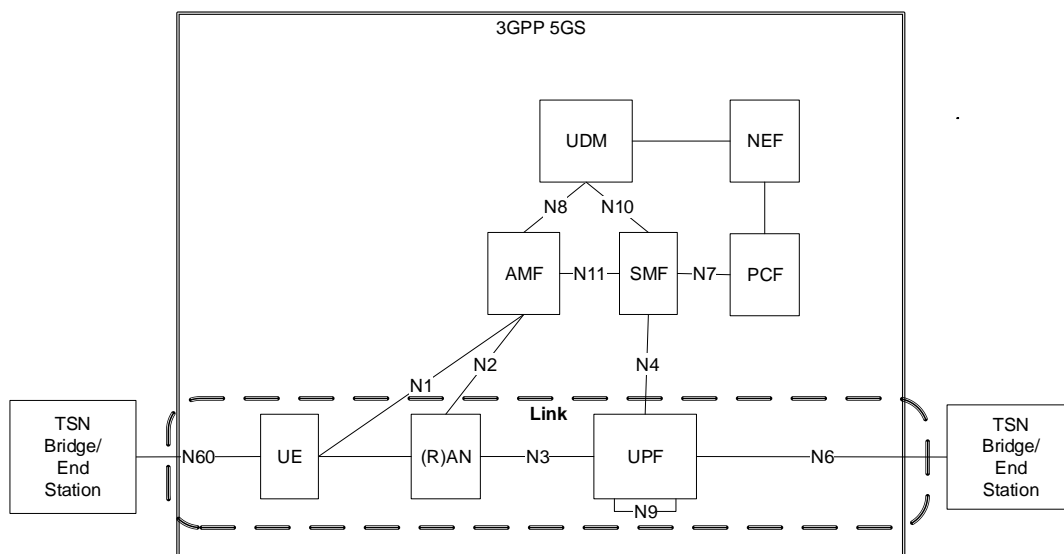 3GPP 5GS
UDM
NEF
N8
N10
AMF
N11
SMF
N7
PCF
N1
N2
N4
Link
TSN
Bridge/
End
Station
N60
UE
(R)AN
N3
UPF
N6
N9
TSN
Bridge/
End
Station